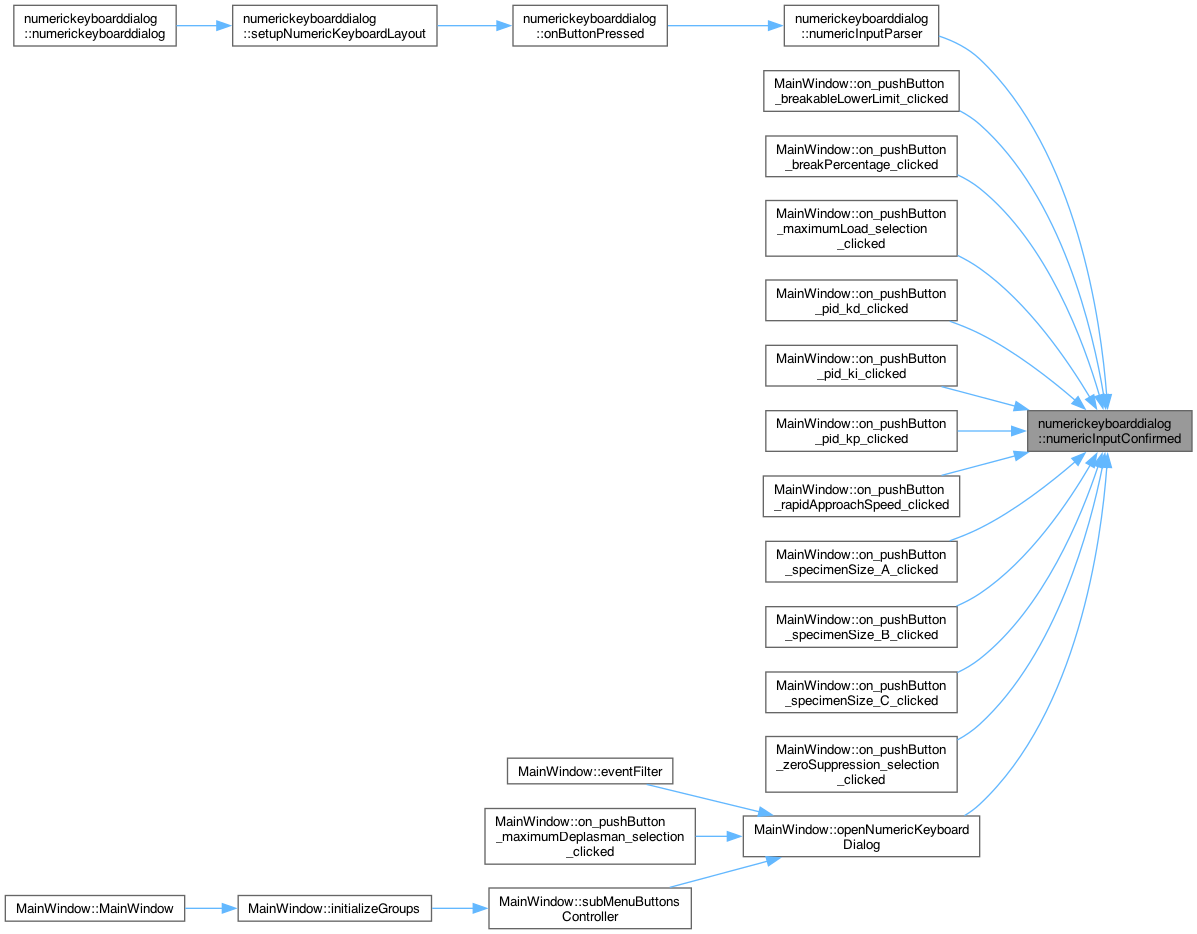 numerickeyboarddialog
::numerickeyboarddialog
numerickeyboarddialog
::setupNumericKeyboardLayout
numerickeyboarddialog
::onButtonPressed
numerickeyboarddialog
::numericInputParser
MainWindow::on_pushButton
_breakableLowerLimit_clicked
MainWindow::on_pushButton
_breakPercentage_clicked
MainWindow::on_pushButton
_maximumLoad_selection
_clicked
MainWindow::on_pushButton
_pid_kd_clicked
MainWindow::on_pushButton
_pid_ki_clicked
MainWindow::on_pushButton
_pid_kp_clicked
numerickeyboarddialog
::numericInputConfirmed
MainWindow::on_pushButton
_rapidApproachSpeed_clicked
MainWindow::on_pushButton
_specimenSize_A_clicked
MainWindow::on_pushButton
_specimenSize_B_clicked
MainWindow::on_pushButton
_specimenSize_C_clicked
MainWindow::on_pushButton
_zeroSuppression_selection
_clicked
MainWindow::eventFilter
MainWindow::on_pushButton
_maximumDeplasman_selection
_clicked
MainWindow::openNumericKeyboard
Dialog
MainWindow::MainWindow
MainWindow::initializeGroups
MainWindow::subMenuButtons
Controller